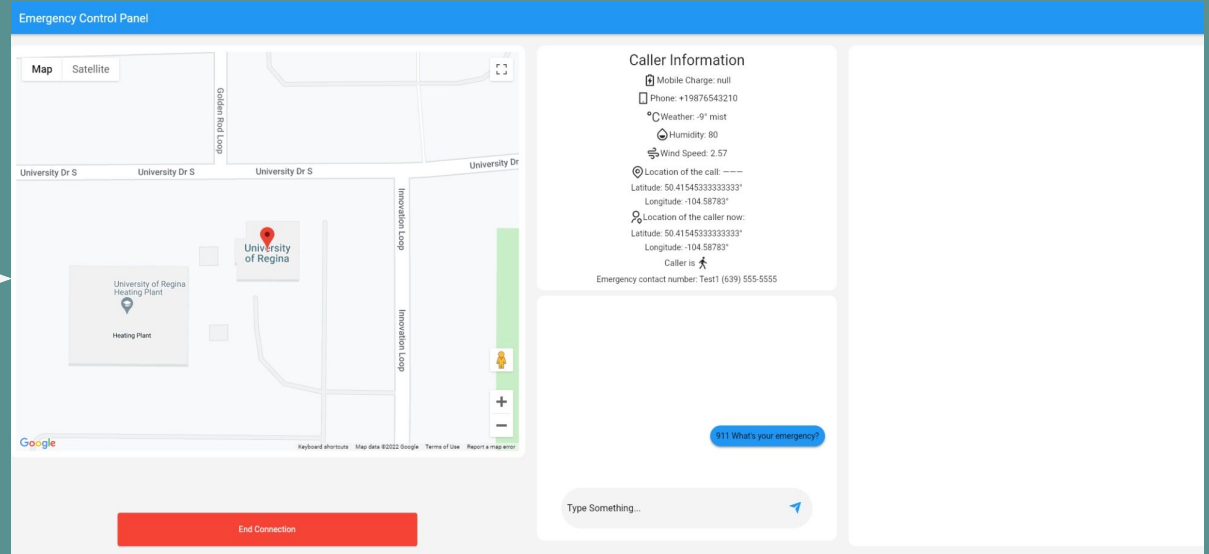 Emergency Control Panel
Map Satellite
Golden Rod Loop
University Dr S University Dr S University Dr S University Dr
Innovation Loop
University
of Regina
University of Regina
Heating Plant
Heating Plant
Innovation Loop
Google
Keyboard shortcuts Map data ©2022 Google Terms of Use Report a map error
End Connection
Caller Information
Mobile Charge: null
Phone: +19876543210
°C Weather: -9° mist
Humidity: 80
Wind Speed: 2.57
Location of the call: ———
Latitude: 50.41545333333333°
Longitude: -104.58783°
Location of the caller now:
Latitude: 50.41545333333333°
Longitude: -104.58783°
Caller is
Emergency contact number: Test1 (639) 555-5555
911 What's your emergency?
Type Something...